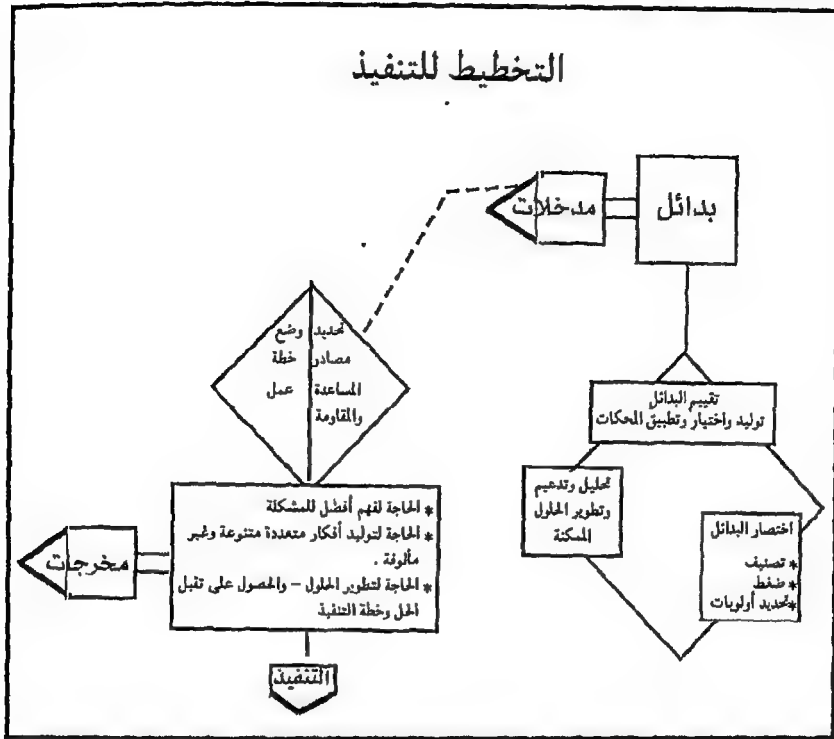 التخطيط للتنفيذ
بدائل
مدخلات
تقييم البدائل
توليد واختيار وتطبيق المحكات
تحليل وتدعيم
وتطوير الحلول
الممكنة
اختصار البدائل
* تصنيف
* ضغط
* تحديد أولويات
تحديد
مصادر
المساعدة
والمقاومة
وضع
خطة
عمل
* الحاجة لفهم أفضل للمشكلة
* الحاجة لتوليد أفكار متعددة متنوعة وغير
مألوفة .
* الحاجة لتطوير الحلول – والحصول على تقبل
الحل وخطة التنفيذ
مخرجات
التنفيذ